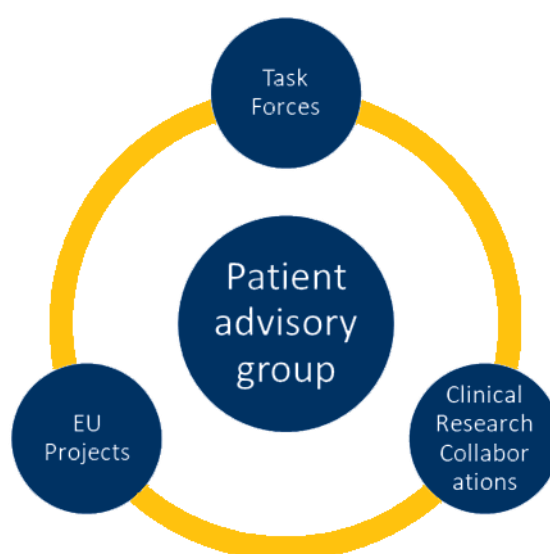 Task
Forces
Patient
advisory
group
EU
Projects
Clinical
Research
Collabor
ations